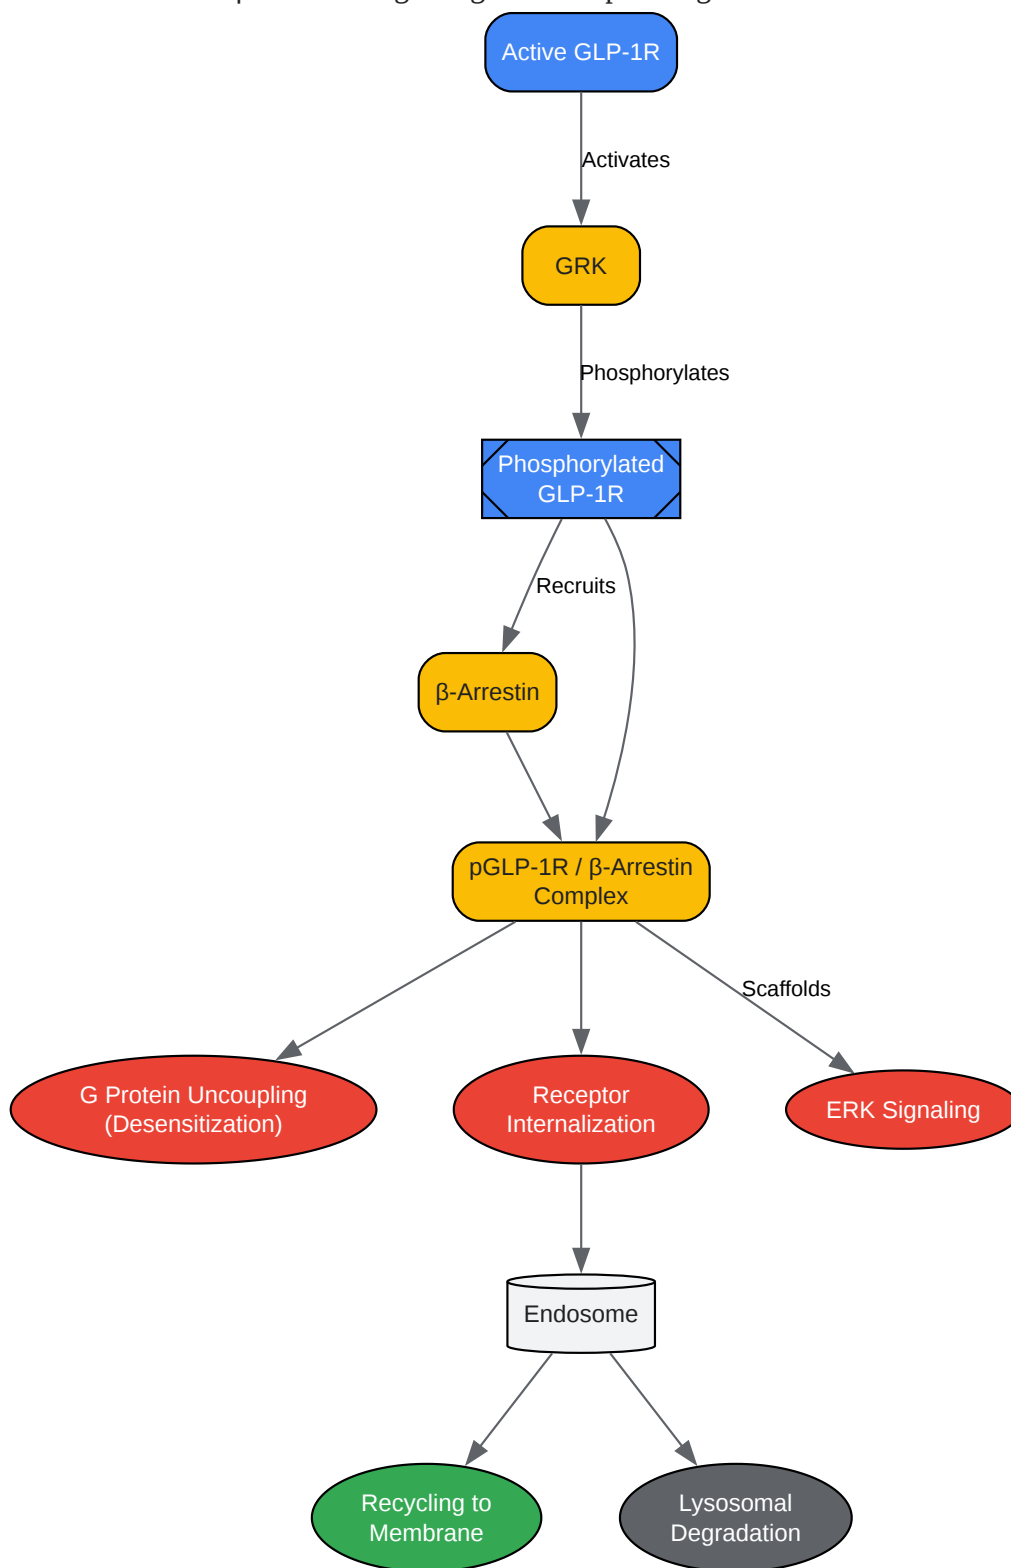 Active GLP-1R
Activates
GRK
Phosphorylates
Phosphorylated
GLP-1R
Recruits
β-Arrestin
pGLP-1R / β-Arrestin
Complex
Scaffolds
G Protein Uncoupling
(Desensitization)
Receptor
Internalization
ERK Signaling
Endosome
Recycling to
Membrane
Lysosomal
Degradation